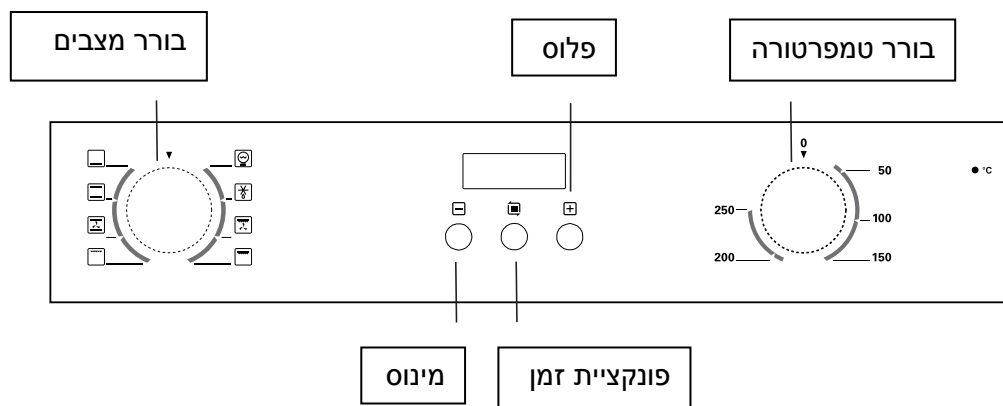 בורר מצבים
פלוס
בורר טמפרטורה
0
50
°C
250
100
200
150
מינוס
פונקציית זמן